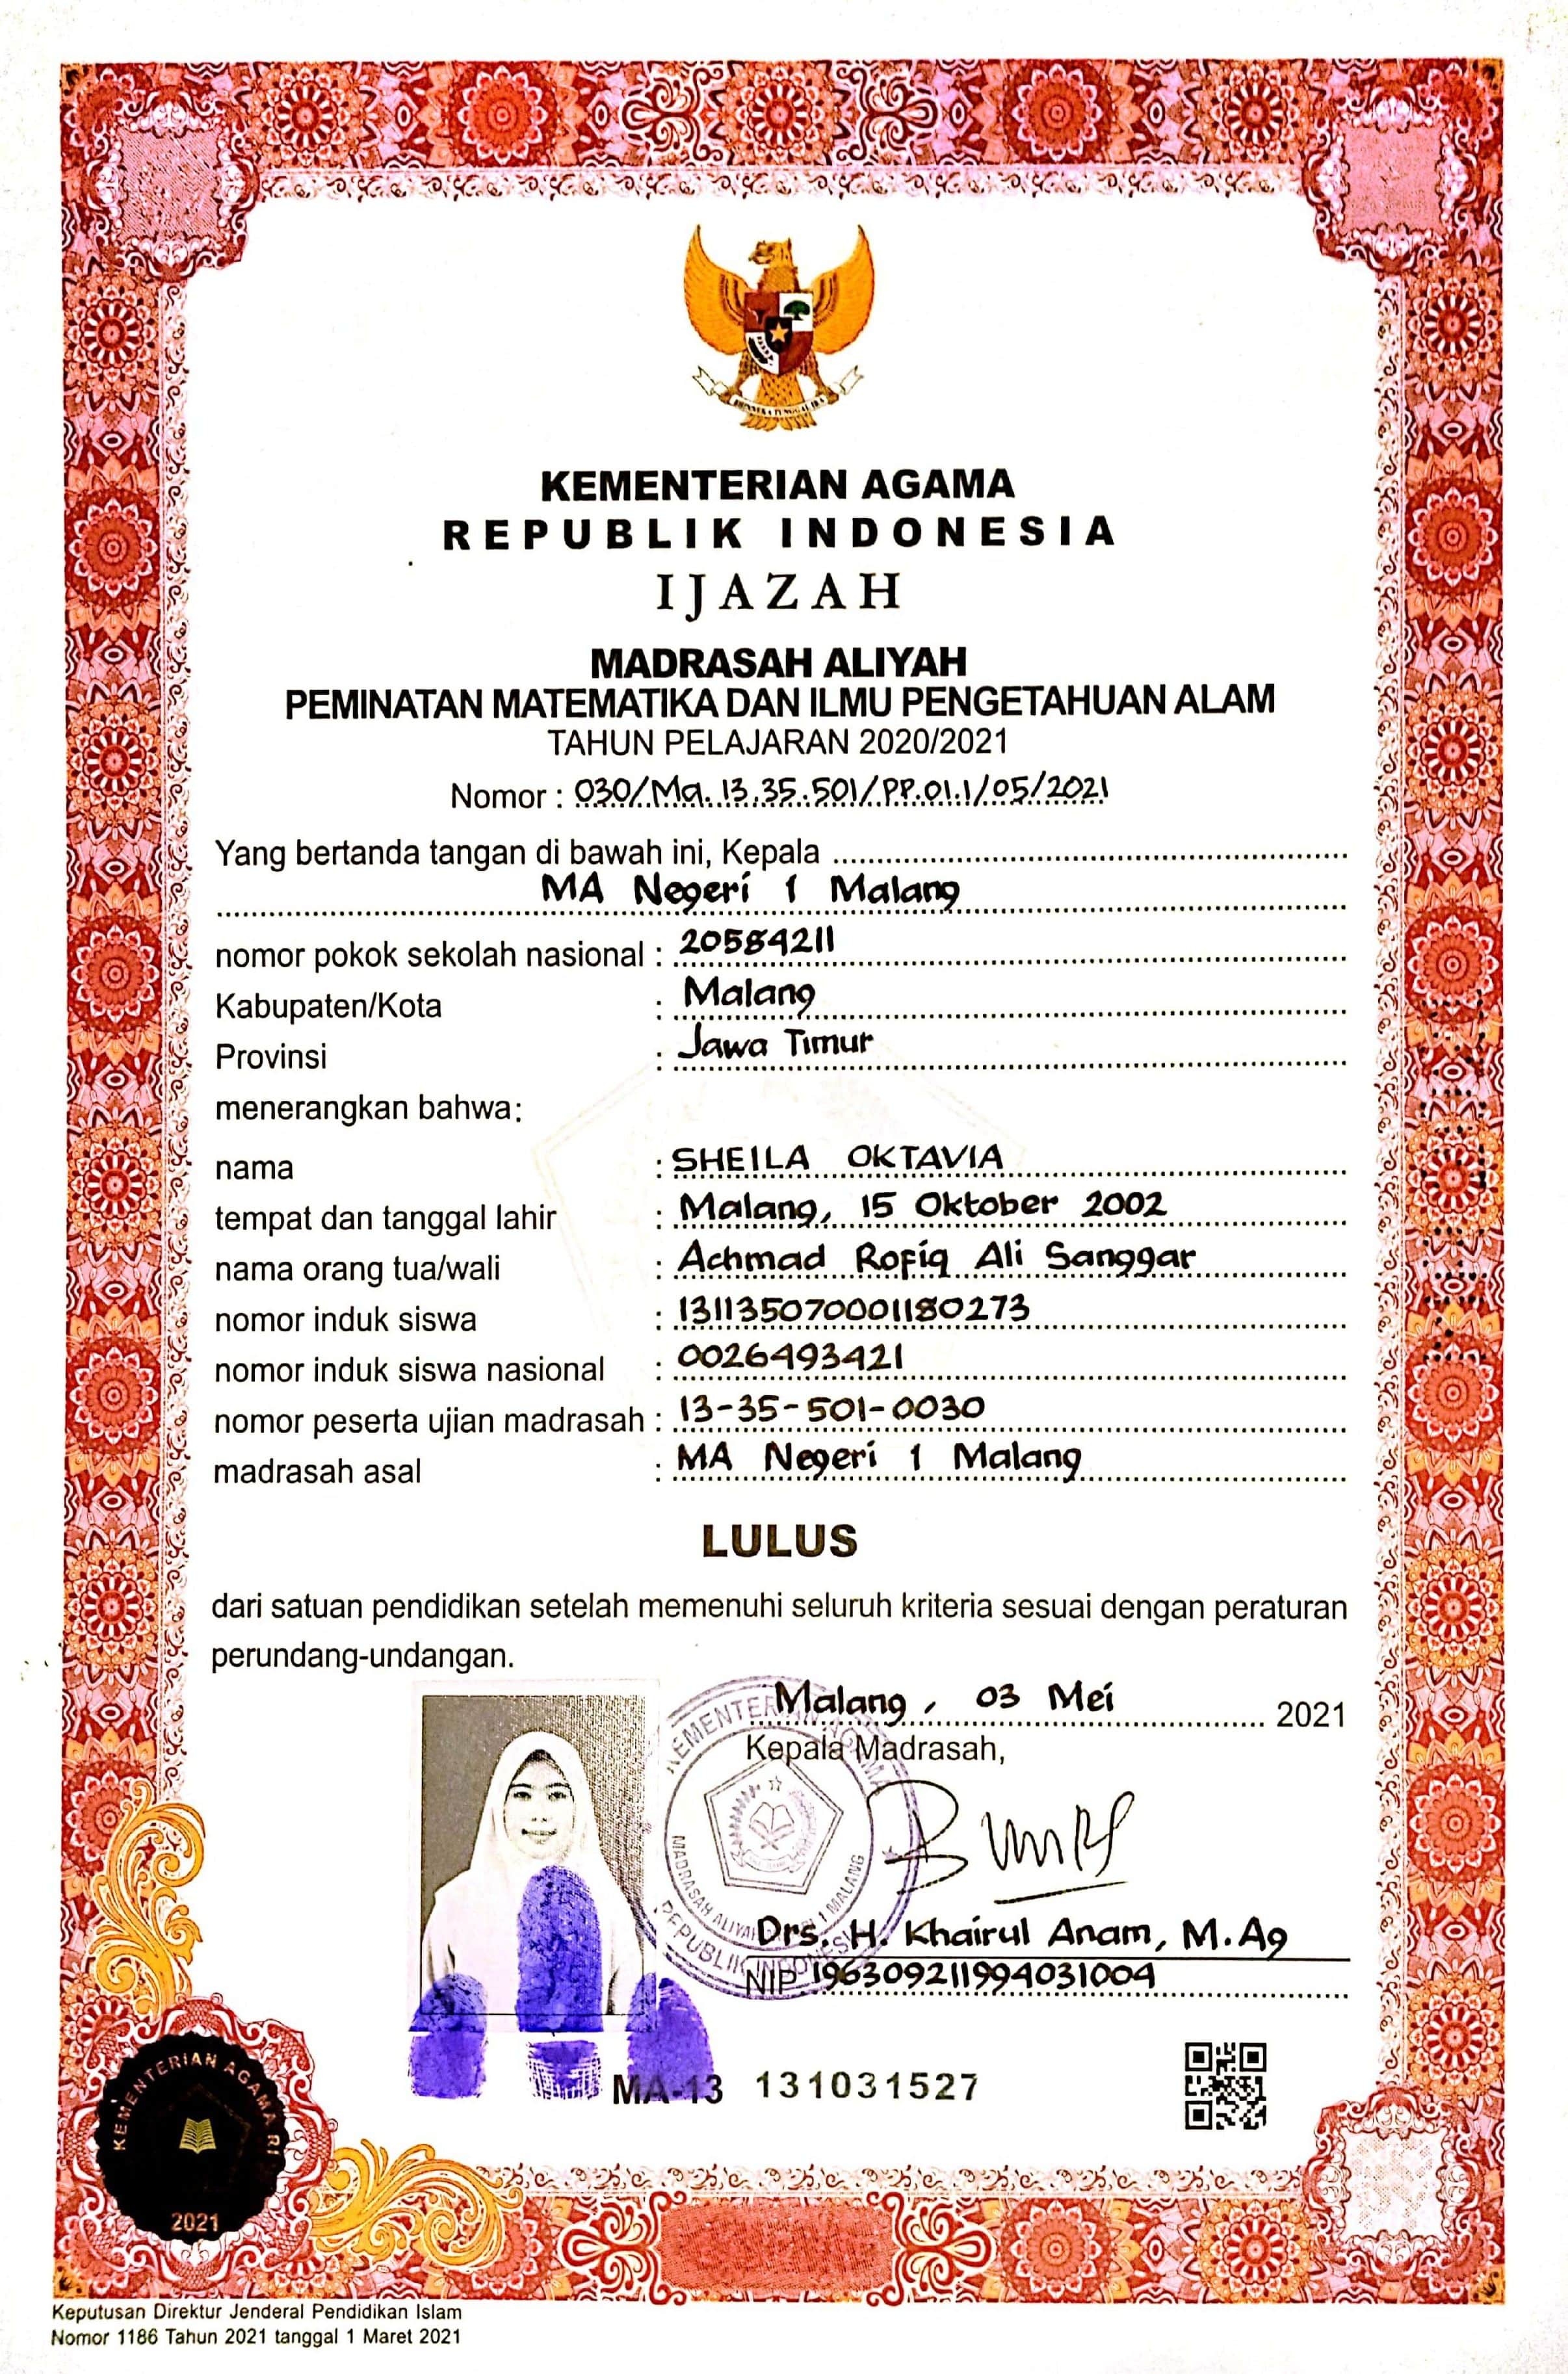 KEMENTERIAN AGAMA
REPUBLIK INDONESIA
IJAZAH
MADRASAH ALIYAH
PEMINATAN MATEMATIKA DAN ILMU PENGETAHUAN ALAM
TAHUN PELAJARAN 2020/2021
Nomor : 030/Ma.13.35.501/PP.01.1/05/2021
Yang bertanda tangan di bawah ini, Kepala
MA Negeri 1 Malang
nomor pokok sekolah nasional : 20584211
Kabupaten/Kota : Malang
Provinsi : Jawa Timur
menerangkan bahwa:
nama : SHEILA OKTAVIA
tempat dan tanggal lahir : Malang, 15 Oktober 2002
nama orang tua/wali : Achmad Rofiq Ali Sanggar
nomor induk siswa : 131135070001180273
nomor induk siswa nasional : 0026493421
nomor peserta ujian madrasah : 13-35-501-0030
madrasah asal : MA Negeri 1 Malang
LULUS
dari satuan pendidikan setelah memenuhi seluruh kriteria sesuai dengan peraturan
perundang-undangan.
Malang, 03 Mei 2021
Kepala Madrasah,
KEMENTERIAN AGAMA
MADRASAH ALIYAH 1 MALANG
REPUBLIK INDONESIA
Drs. H. Khairul Anam, M.Ag
NIP 196309211994031004
MA-13 131031527
KEMENTERIAN AGAMA RI
2021
Keputusan Direktur Jenderal Pendidikan Islam
Nomor 1186 Tahun 2021 tanggal 1 Maret 2021